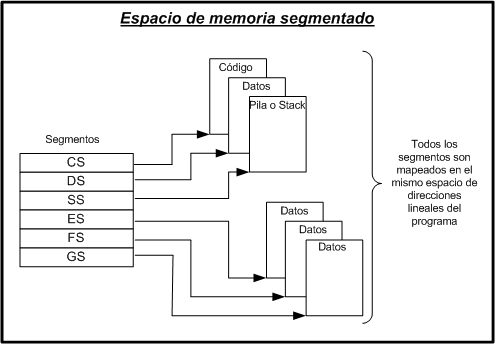 Espacio de memoria segmentado
Código
Datos
Pila o Stack
Segmentos
CS
DS
SS
ES
FS
GS
Datos
Datos
Datos
Todos los
segmentos son
mapeados en el
mismo espacio de
direcciones
lineales del
programa